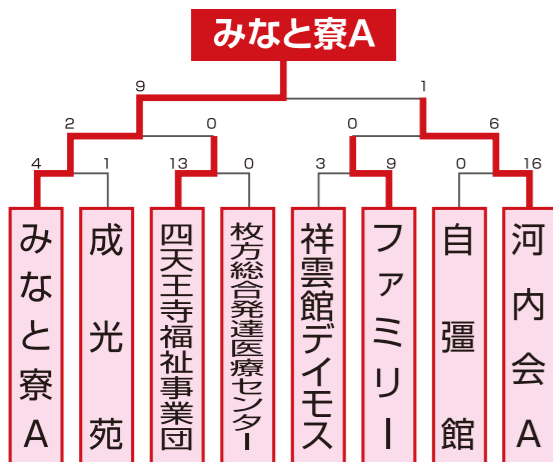 みなと寮A
9
1
2
0
0
6
4
1
13
0
3
9
0
16
みなと寮A
成光苑
四天王寺福祉事業団
枚方総合発達医療センター
祥雲館デイモス
ファミリー
自彊館
河内会A